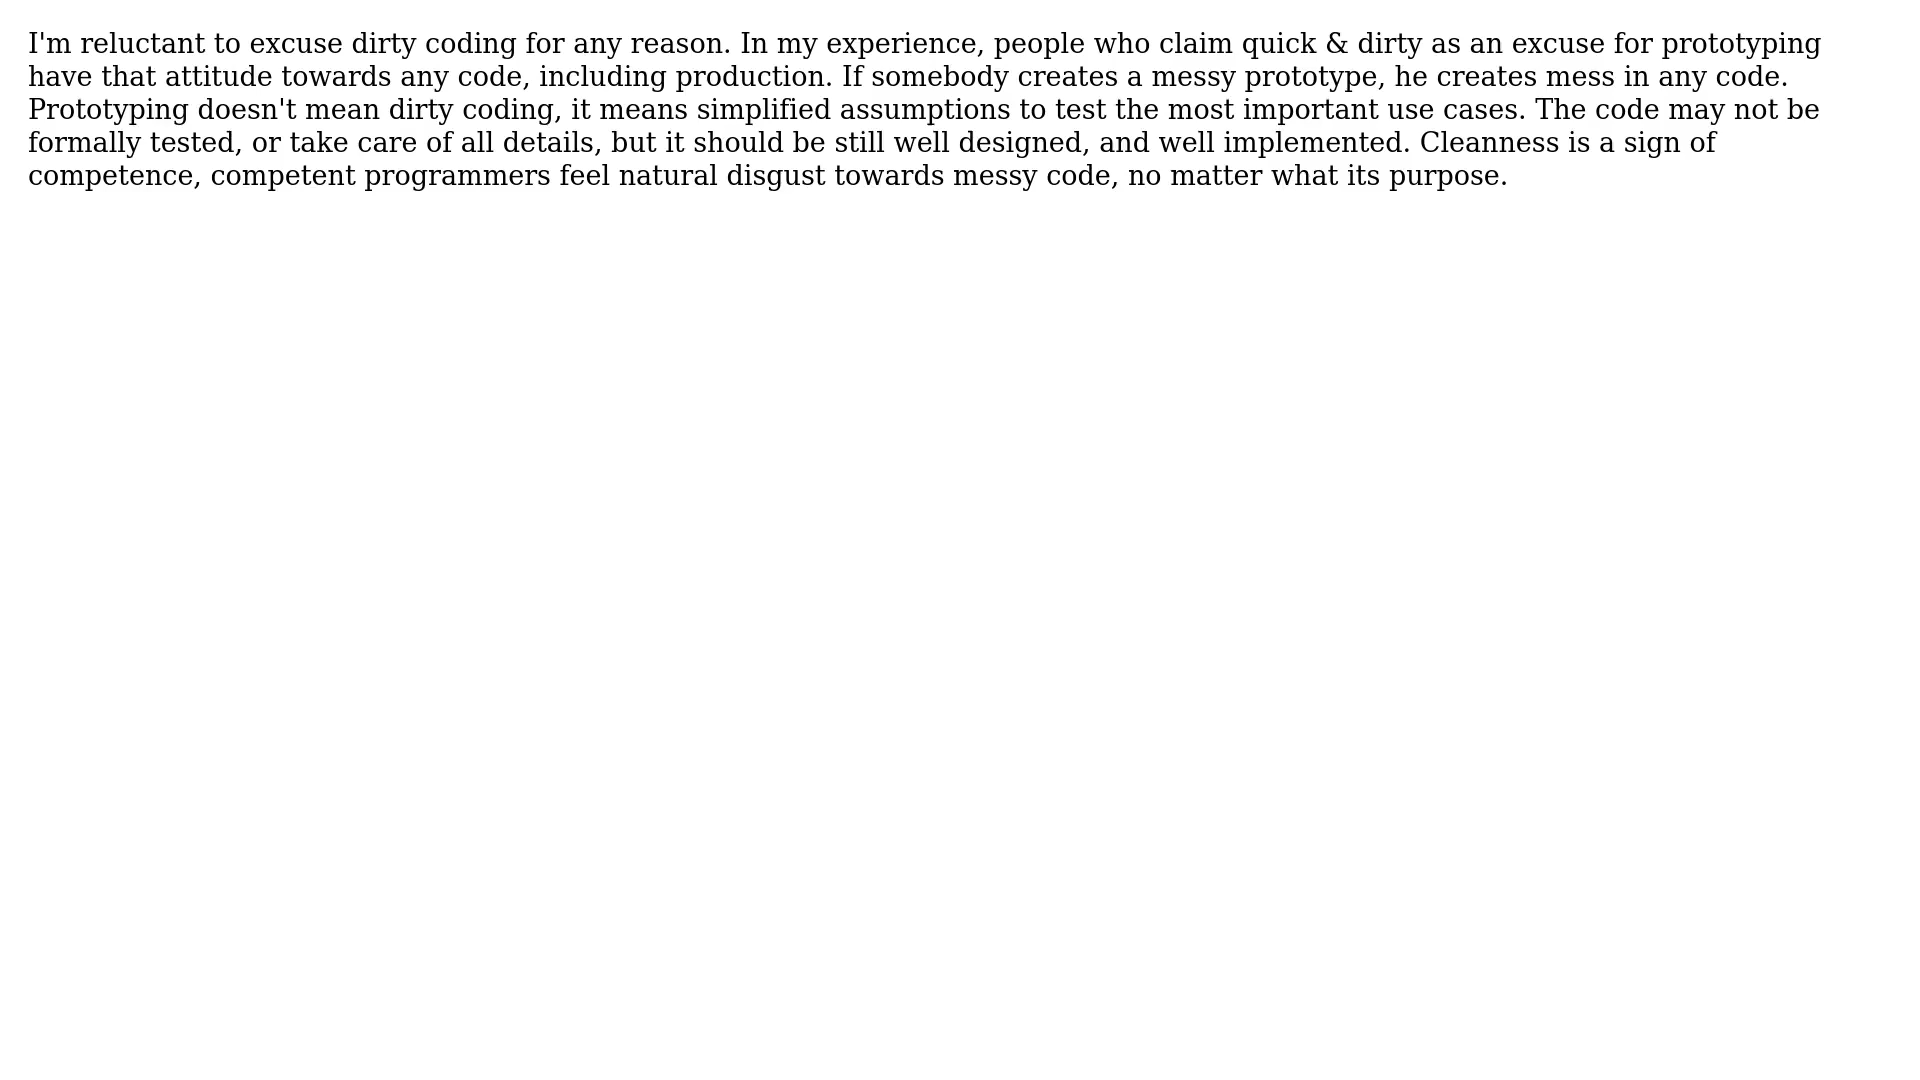 I'm reluctant to excuse dirty coding for any reason. In my experience, people who claim quick & dirty as an excuse for prototyping
have that attitude towards any code, including production. If somebody creates a messy prototype, he creates mess in any code.
Prototyping doesn't mean dirty coding, it means simplified assumptions to test the most important use cases. The code may not be
formally tested, or take care of all details, but it should be still well designed, and well implemented. Cleanness is a sign of
competence, competent programmers feel natural disgust towards messy code, no matter what its purpose.